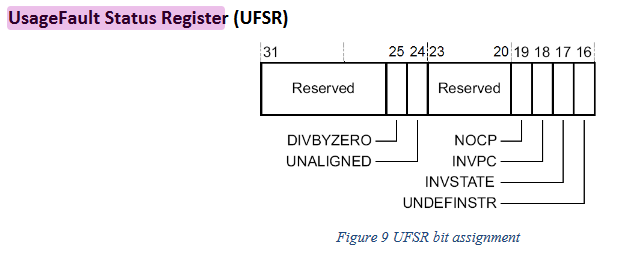 UsageFault Status Register (UFSR)
31 25 24 23 20 19 18 17 16
Reserved Reserved
DIVBYZERO NOCP
UNALIGNED INVPC
INVSTATE
UNDEFINSTR
Figure 9 UFSR bit assignment